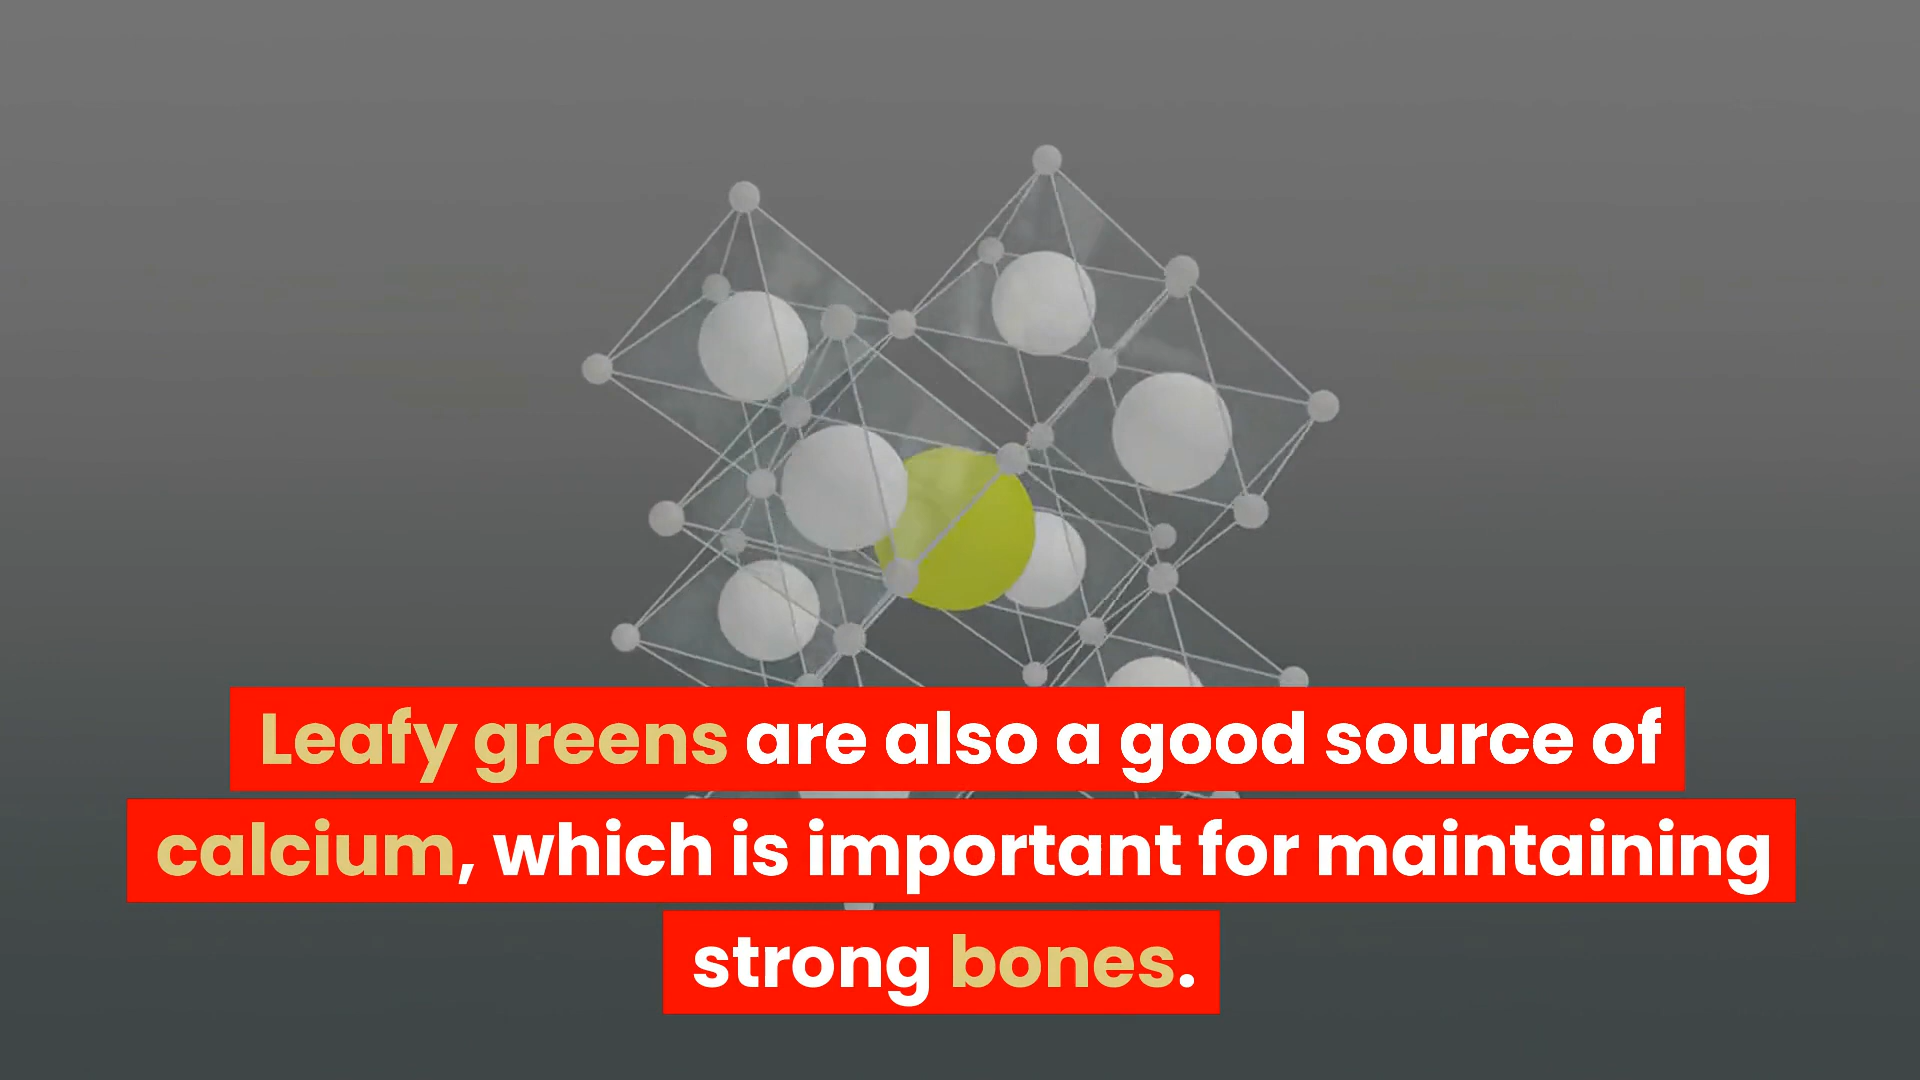 Leafy greens are also a good source of
calcium, which is important for maintaining
strong bones.